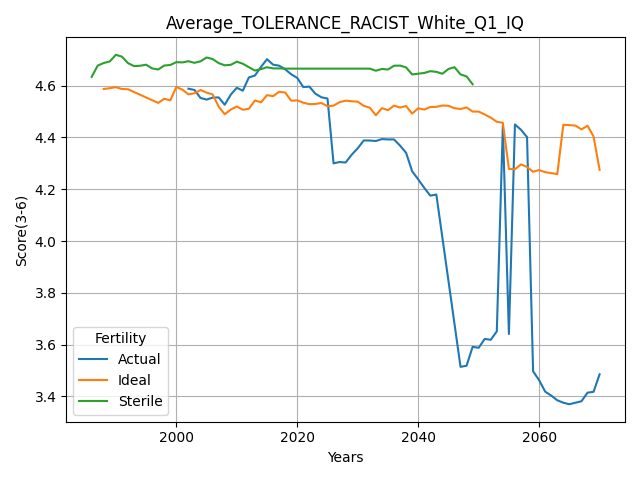 Average_TOLERANCE_RACIST_White_Q1_IQ
Score(3-6)
4.6
4.4
4.2
4.0
3.8
3.6
3.4
Fertility
Actual
Ideal
Sterile
2000
2020
2040
2060
Years